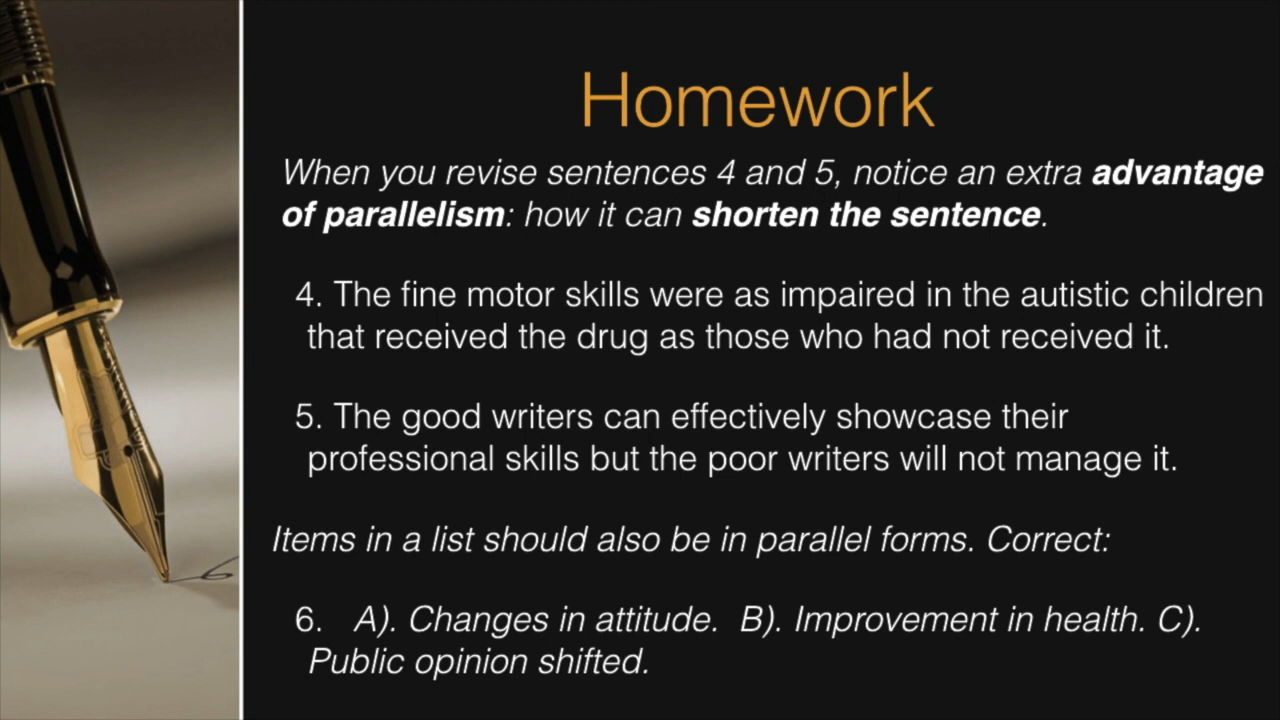 Homework
When you revise sentences 4 and 5, notice an extra advantage
of parallelism: how it can shorten the sentence.
4. The fine motor skills were as impaired in the autistic children
that received the drug as those who had not received it.
5. The good writers can effectively showcase their
professional skills but the poor writers will not manage it.
Items in a list should also be in parallel forms. Correct:
6. A). Changes in attitude. B). Improvement in health. C).
Public opinion shifted.